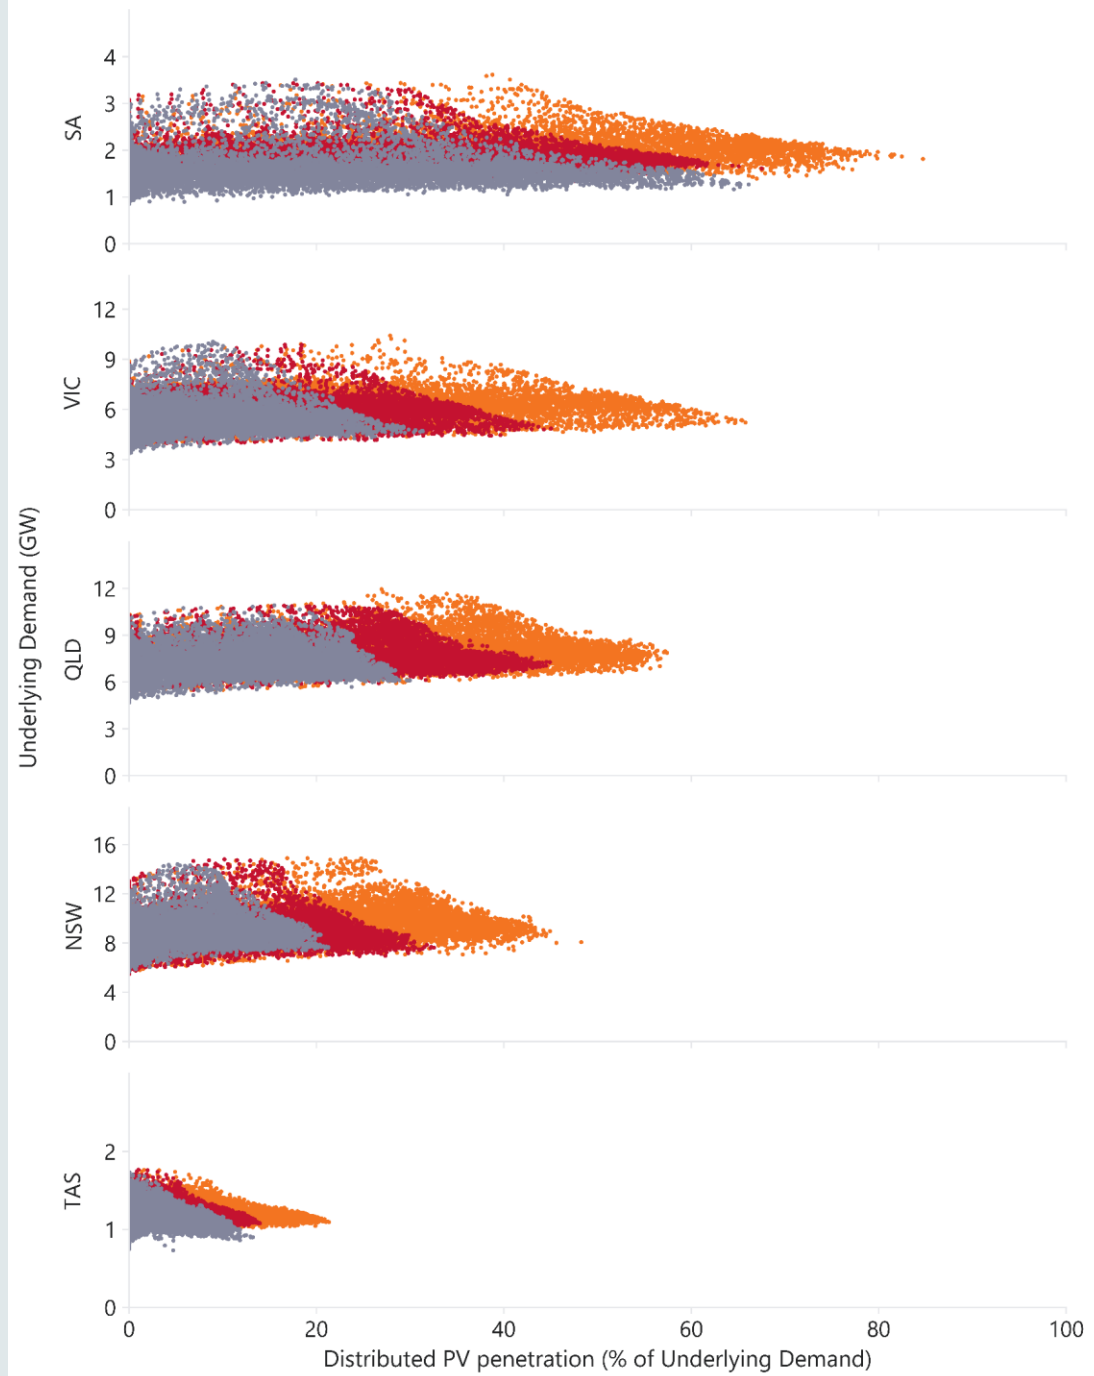 4
3
SA
2
1
0
12
9
VIC
6
3
0
Underlying Demand (GW)
12
9
QLD
6
3
0
16
12
NSW
8
4
0
2
TAS
1
0
0 20 40 60 80 100
Distributed PV penetration (% of Underlying Demand)